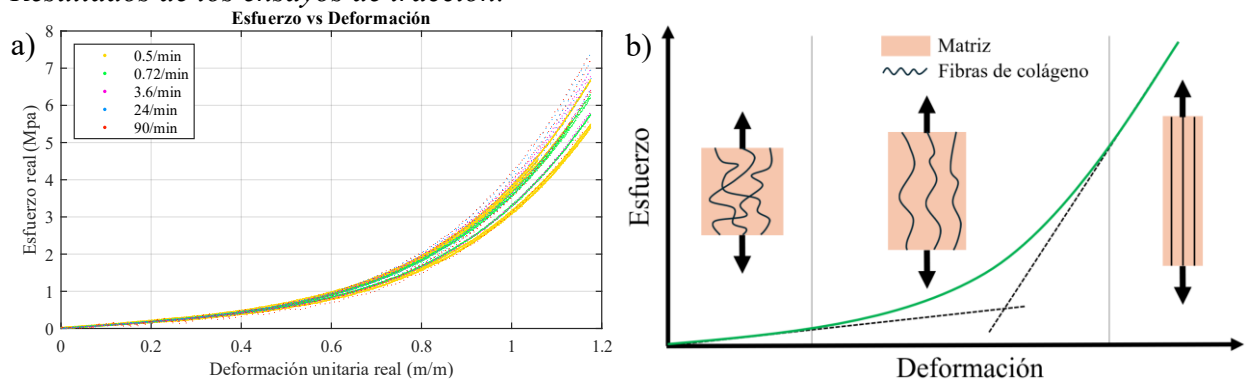 Resultados de los ensayos de tracción.
Esfuerzo vs Deformación
a)
8
7
6
5
4
3
2
1
0
Esfuerzo real (Mpa)
0.5/min
0.72/min
3.6/min
24/min
90/min
0
0.2
0.4
0.6
0.8
1
1.2
Deformación unitaria real (m/m)
b)
Matriz
Fibras de colágeno
Esfuerzo
Deformación